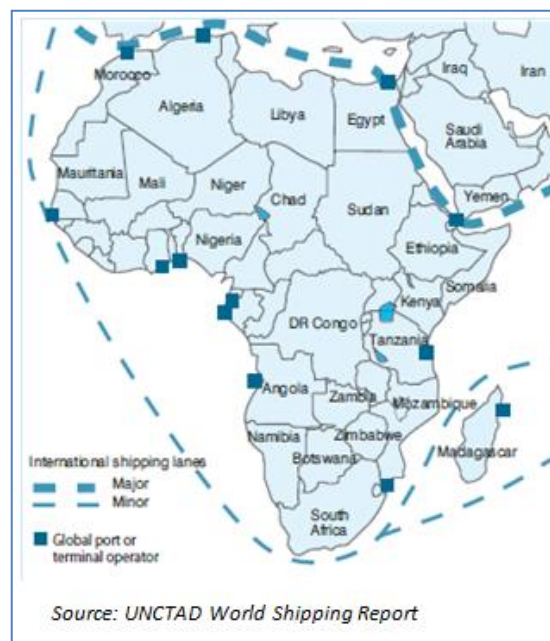 Morocco
Algeria
Libya
Egypt
Iraq
Iran
Saudi
Arabia
Mauritania
Mali
Niger
Chad
Sudan
Yemen
Nigeria
Ethiopia
Somalia
Kenya
DR Congo
Tanzania
Angola
Zambia
Mozambique
Namibia
Zimbabwe
Botswana
Madagascar
South
Africa
International shipping lanes
Major
Minor
Global port or
terminal operator
Source: UNCTAD World Shipping Report